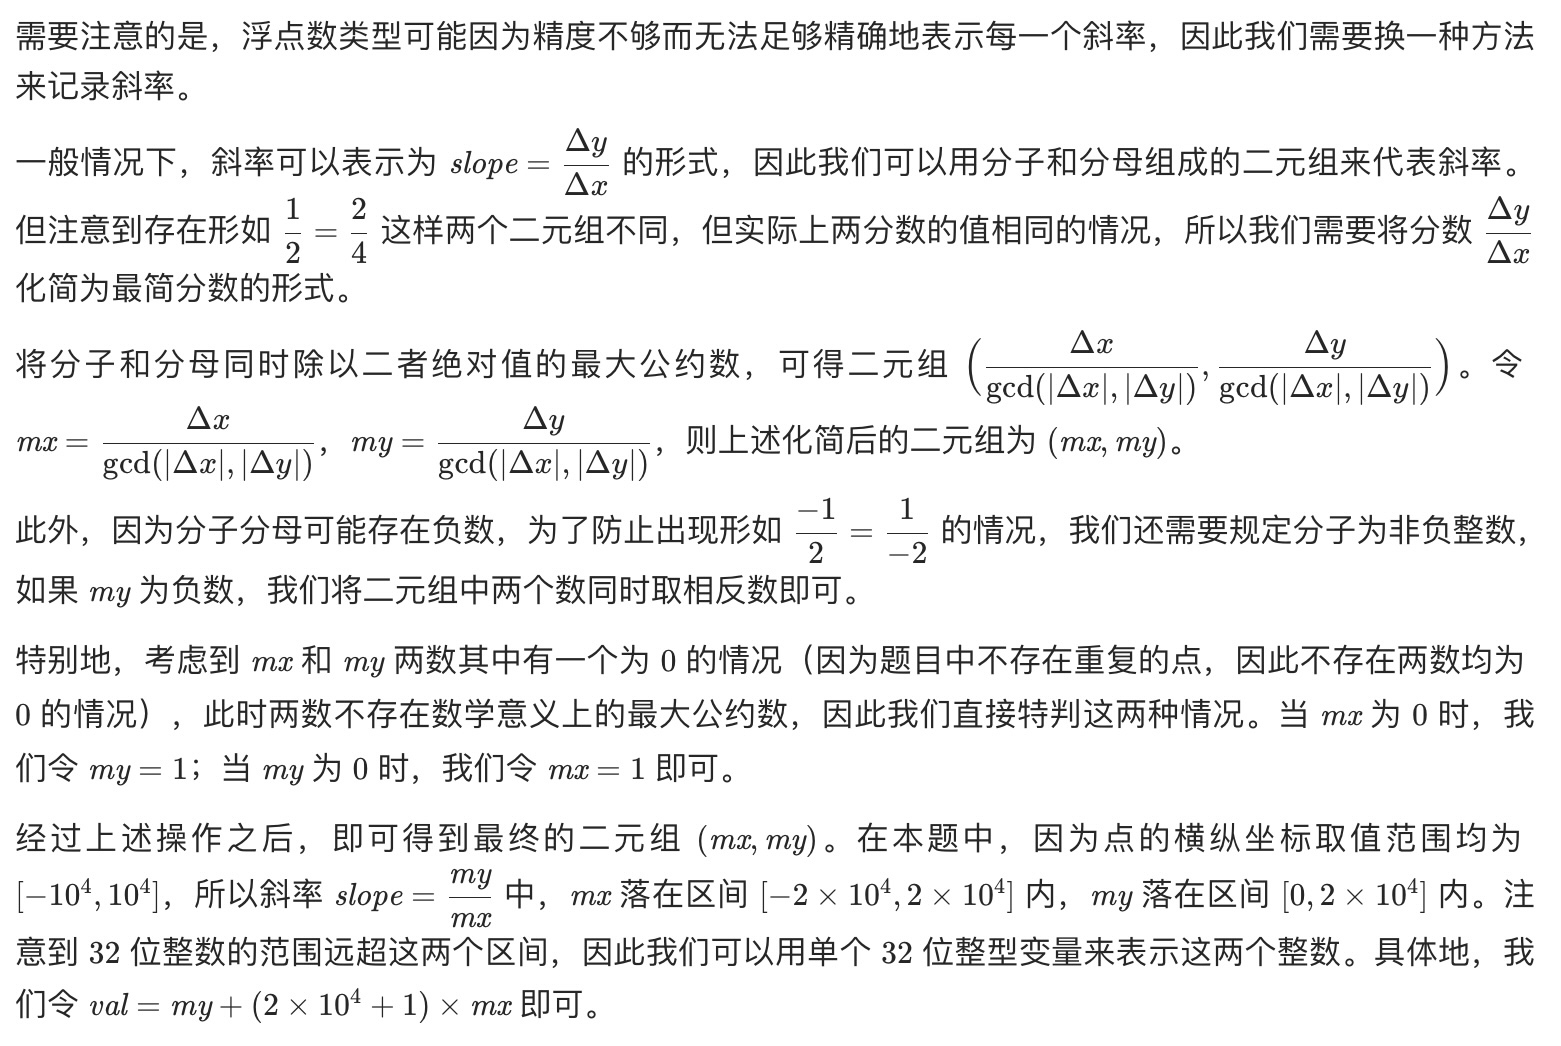 需要注意的是，浮点数类型可能因为精度不够而无法足够精确地表示每一个斜率，因此我们需要换一种方法
来记录斜率。
一般情况下，斜率可以表示为 $slope = \dfrac{\Delta y}{\Delta x}$ 的形式，因此我们可以用分子和分母组成的二元组来代表斜率。
但注意到存在形如 $\dfrac{1}{2} = \dfrac{2}{4}$ 这样两个二元组不同，但实际上两分数的值相同的情况，所以我们需要将分数 $\dfrac{\Delta y}{\Delta x}$
化简为最简分数的形式。
将分子和分母同时除以二者绝对值的最大公约数，可得二元组 $\left(\dfrac{\Delta x}{\gcd(|\Delta x|,|\Delta y|)}, \dfrac{\Delta y}{\gcd(|\Delta x|,|\Delta y|)}\right)$。令
$mx = \dfrac{\Delta x}{\gcd(|\Delta x|,|\Delta y|)}$，$my = \dfrac{\Delta y}{\gcd(|\Delta x|,|\Delta y|)}$，则上述化简后的二元组为 $(mx, my)$。
此外，因为分子分母可能存在负数，为了防止出现形如 $\dfrac{-1}{2} = \dfrac{1}{-2}$ 的情况，我们还需要规定分子为非负整数，
如果 $my$ 为负数，我们将二元组中两个数同时取相反数即可。
特别地，考虑到 $mx$ 和 $my$ 两数其中有一个为 0 的情况（因为题目中不存在重复的点，因此不存在两数均为
0 的情况），此时两数不存在数学意义上的最大公约数，因此我们直接特判这两种情况。当 $mx$ 为 0 时，我
们令 $my = 1$；当 $my$ 为 0 时，我们令 $mx = 1$ 即可。
经过上述操作之后，即可得到最终的二元组 $(mx, my)$。在本题中，因为点的横纵坐标取值范围均为
$[-10^4, 10^4]$，所以斜率 $slope = \dfrac{my}{mx}$ 中，$mx$ 落在区间 $[-2 \times 10^4, 2 \times 10^4]$ 内，$my$ 落在区间 $[0, 2 \times 10^4]$ 内。注
意到 32 位整数的范围远超这两个区间，因此我们可以用单个 32 位整型变量来表示这两个整数。具体地，我
们令 $val = my + (2 \times 10^4 + 1) \times mx$ 即可。